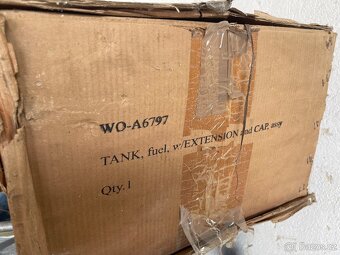 WO-A6797
TANK, fuel, w/EXTENSION and CAP, assy
Qty. 1